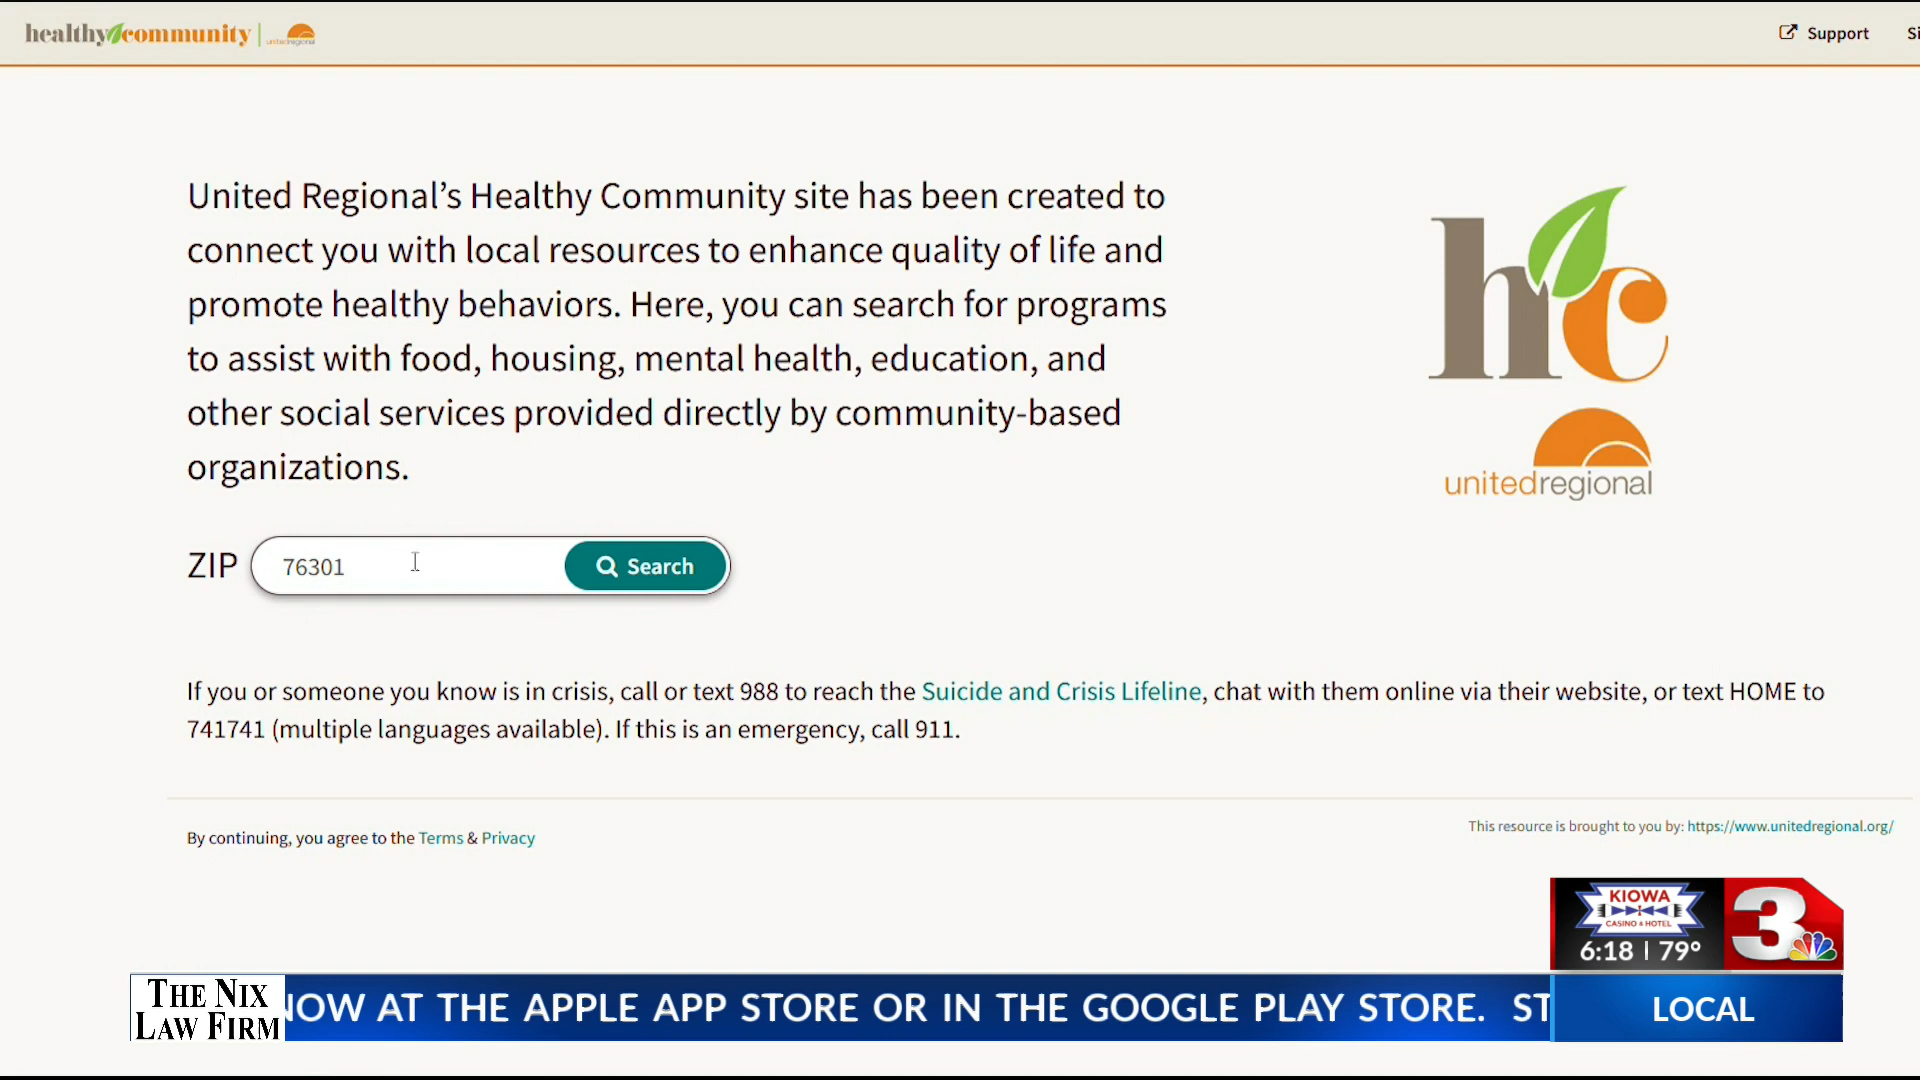 healthycommunity | unitedregional
Support
Si
United Regional’s Healthy Community site has been created to
connect you with local resources to enhance quality of life and
promote healthy behaviors. Here, you can search for programs
to assist with food, housing, mental health, education, and
other social services provided directly by community-based
organizations.
hc
unitedregional
ZIP 76301 Search
If you or someone you know is in crisis, call or text 988 to reach the Suicide and Crisis Lifeline, chat with them online via their website, or text HOME to
741741 (multiple languages available). If this is an emergency, call 911.
By continuing, you agree to the Terms & Privacy
This resource is brought to you by: https://www.unitedregional.org/
KIOWA
CASINO & HOTEL
6:18 | 79°
3
THE NIX
LAW FIRM
NOW AT THE APPLE APP STORE OR IN THE GOOGLE PLAY STORE. ST
LOCAL